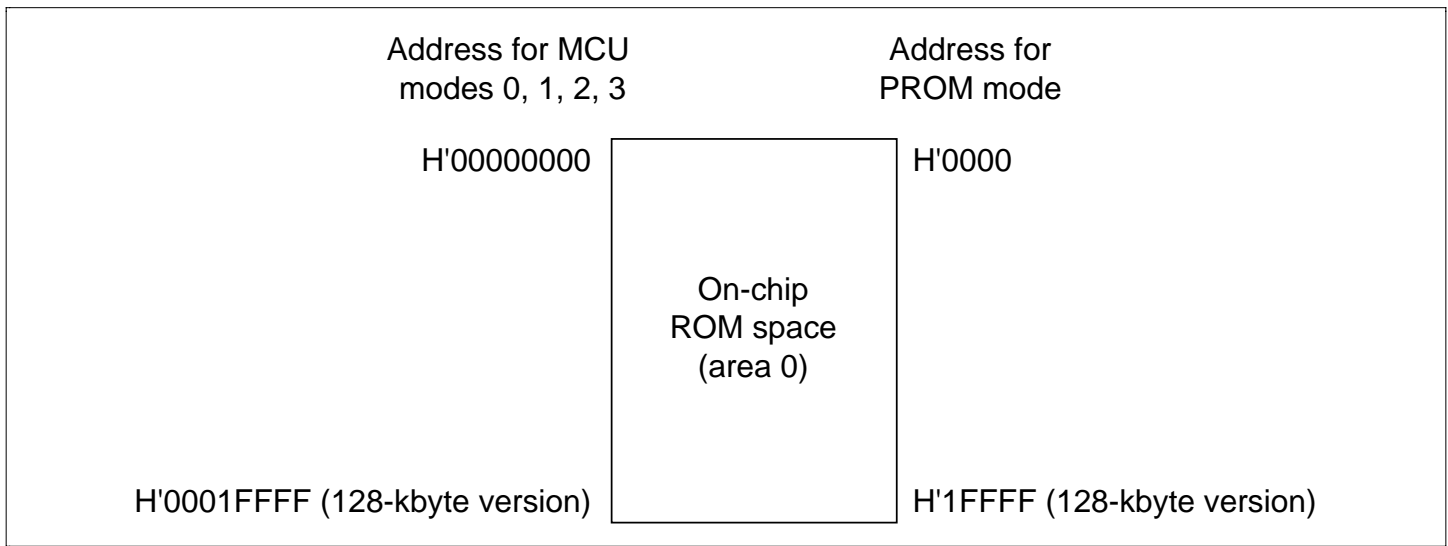 Address for MCU
modes 0, 1, 2, 3
Address for
PROM mode
H'00000000
H'0000
On-chip
ROM space
(area 0)
H'0001FFFF (128-kbyte version)
H'1FFFF (128-kbyte version)